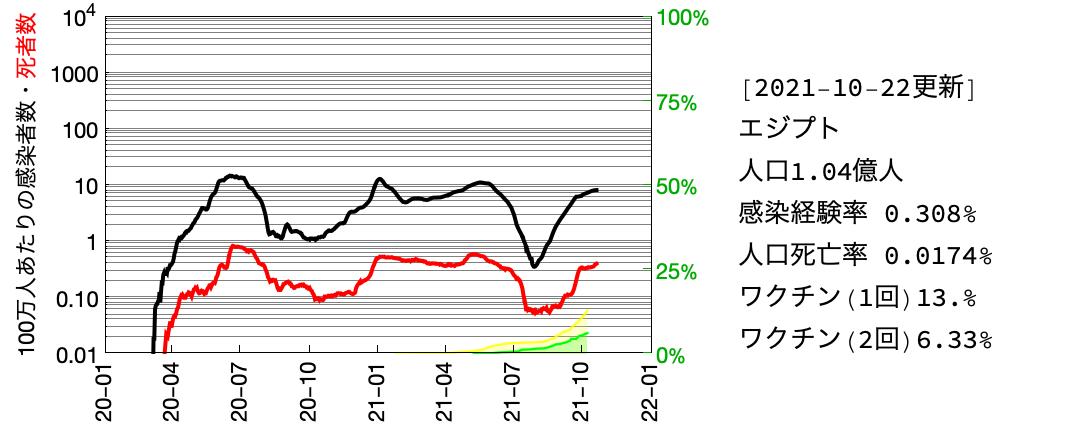 100万人あたりの感染者数・死者数
10⁴
1000
100
10
1
0.10
0.01
100%
75%
50%
25%
0%
20-01
20-04
20-07
20-10
21-01
21-04
21-07
21-10
22-01
[2021-10-22更新]
エジプト
人口1.04億人
感染経験率 0.308%
人口死亡率 0.0174%
ワクチン(1回)13.%
ワクチン(2回)6.33%